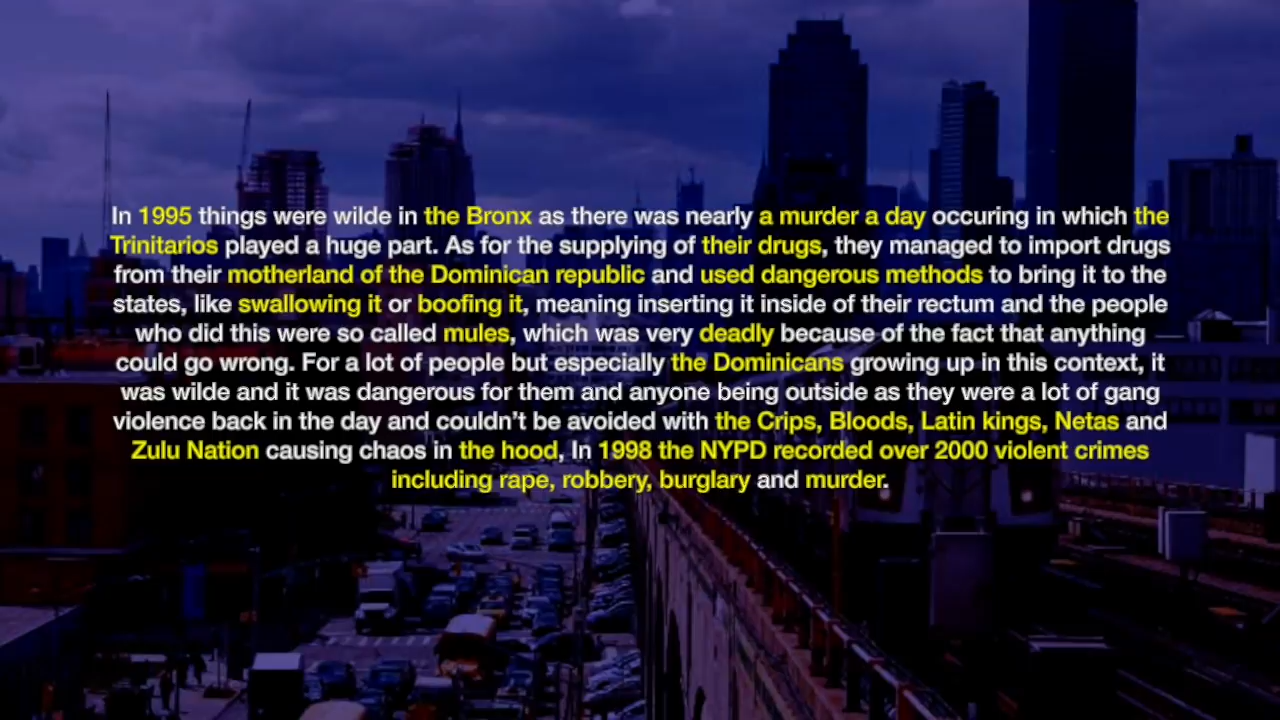 In 1995 things were wilde in the Bronx as there was nearly a murder a day occuring in which the
Trinitarios played a huge part. As for the supplying of their drugs, they managed to import drugs
from their motherland of the Dominican republic and used dangerous methods to bring it to the
states, like swallowing it or boofing it, meaning inserting it inside of their rectum and the people
who did this were so called mules, which was very deadly because of the fact that anything
could go wrong. For a lot of people but especially the Dominicans growing up in this context, it
was wilde and it was dangerous for them and anyone being outside as they were a lot of gang
violence back in the day and couldn't be avoided with the Crips, Bloods, Latin kings, Netas and
Zulu Nation causing chaos in the hood, In 1998 the NYPD recorded over 2000 violent crimes
including rape, robbery, burglary and murder.